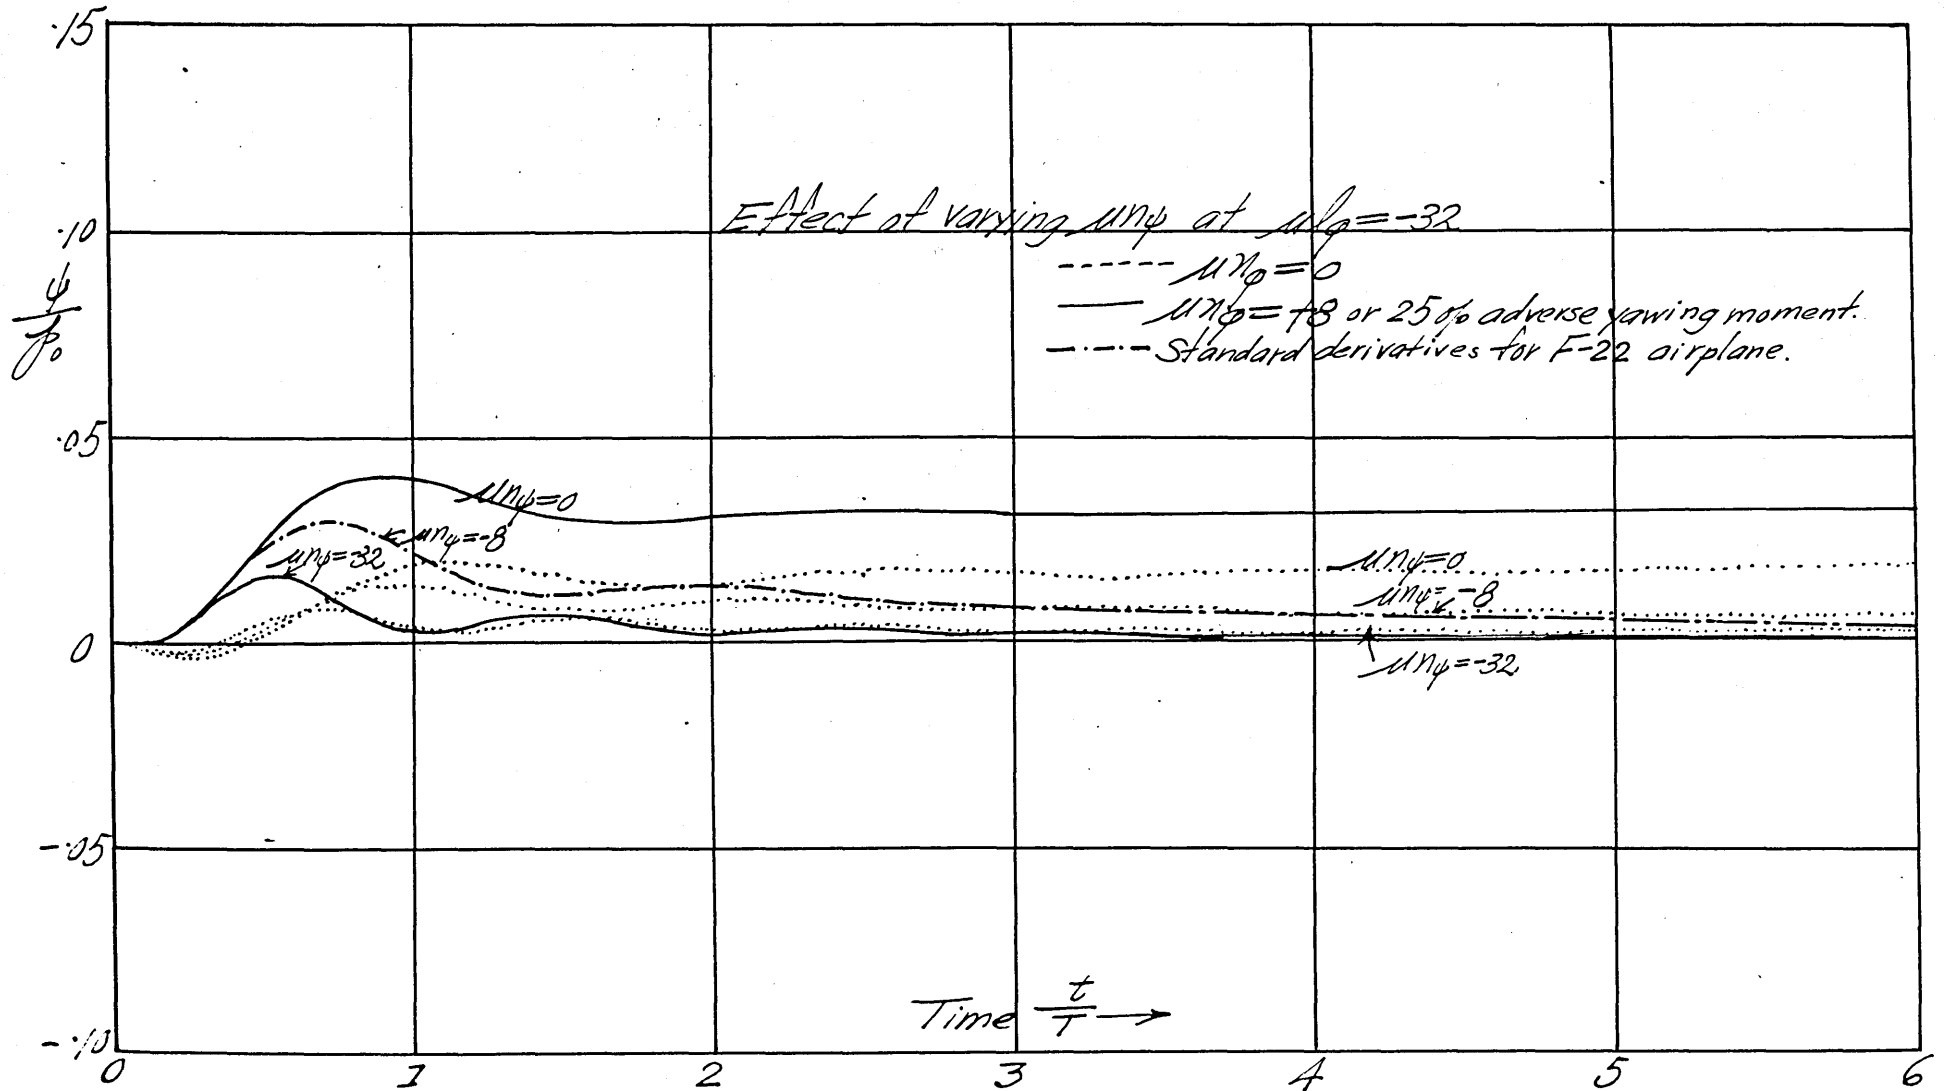 .15
.10
ψ/p₀
.05
0
-.05
-.10
Effect of varying μnψ at μlφ=-32
------ μnφ=0
—— μnφ=+8 or 25% adverse yawing moment.
—·—·— Standard derivatives for F-22 airplane.
μnψ=0
μnψ=-8
μnψ=-32
μnψ=0
μnψ=-8
μnψ=-32
Time t/T →
0 1 2 3 4 5 6